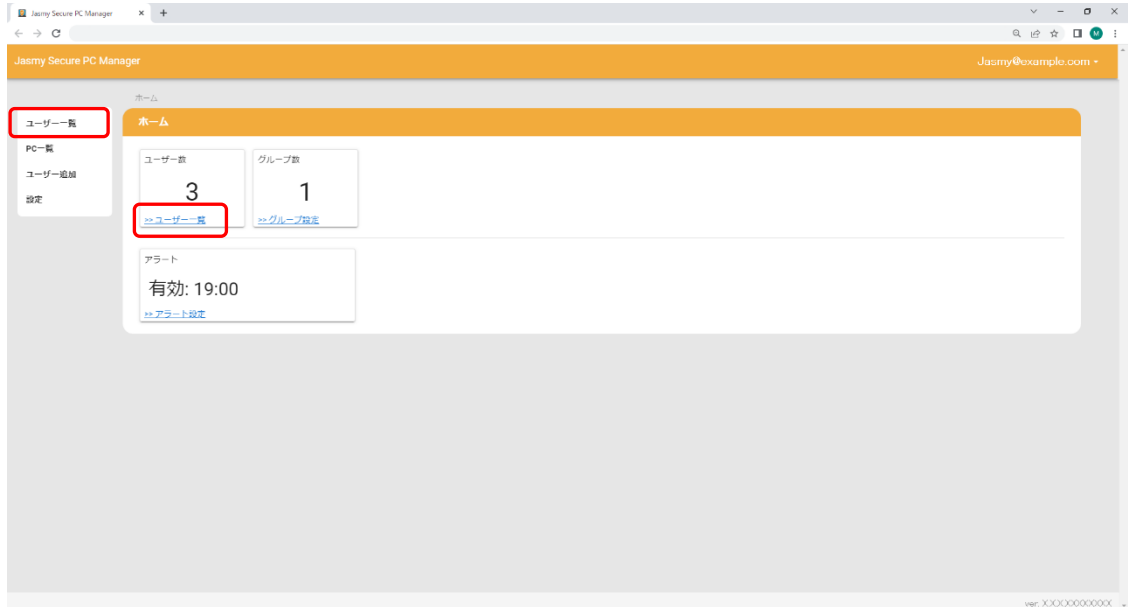 Jasmy Secure PC Manager
Jasmy Secure PC Manager
Jasmy@example.com
ホーム
ユーザー一覧
PC一覧
ユーザー追加
設定
ホーム
ユーザー数
3
>> ユーザー一覧
グループ数
1
>> グループ設定
アラート
有効: 19:00
>> アラート設定
ver. X.XXXXXXXXXX